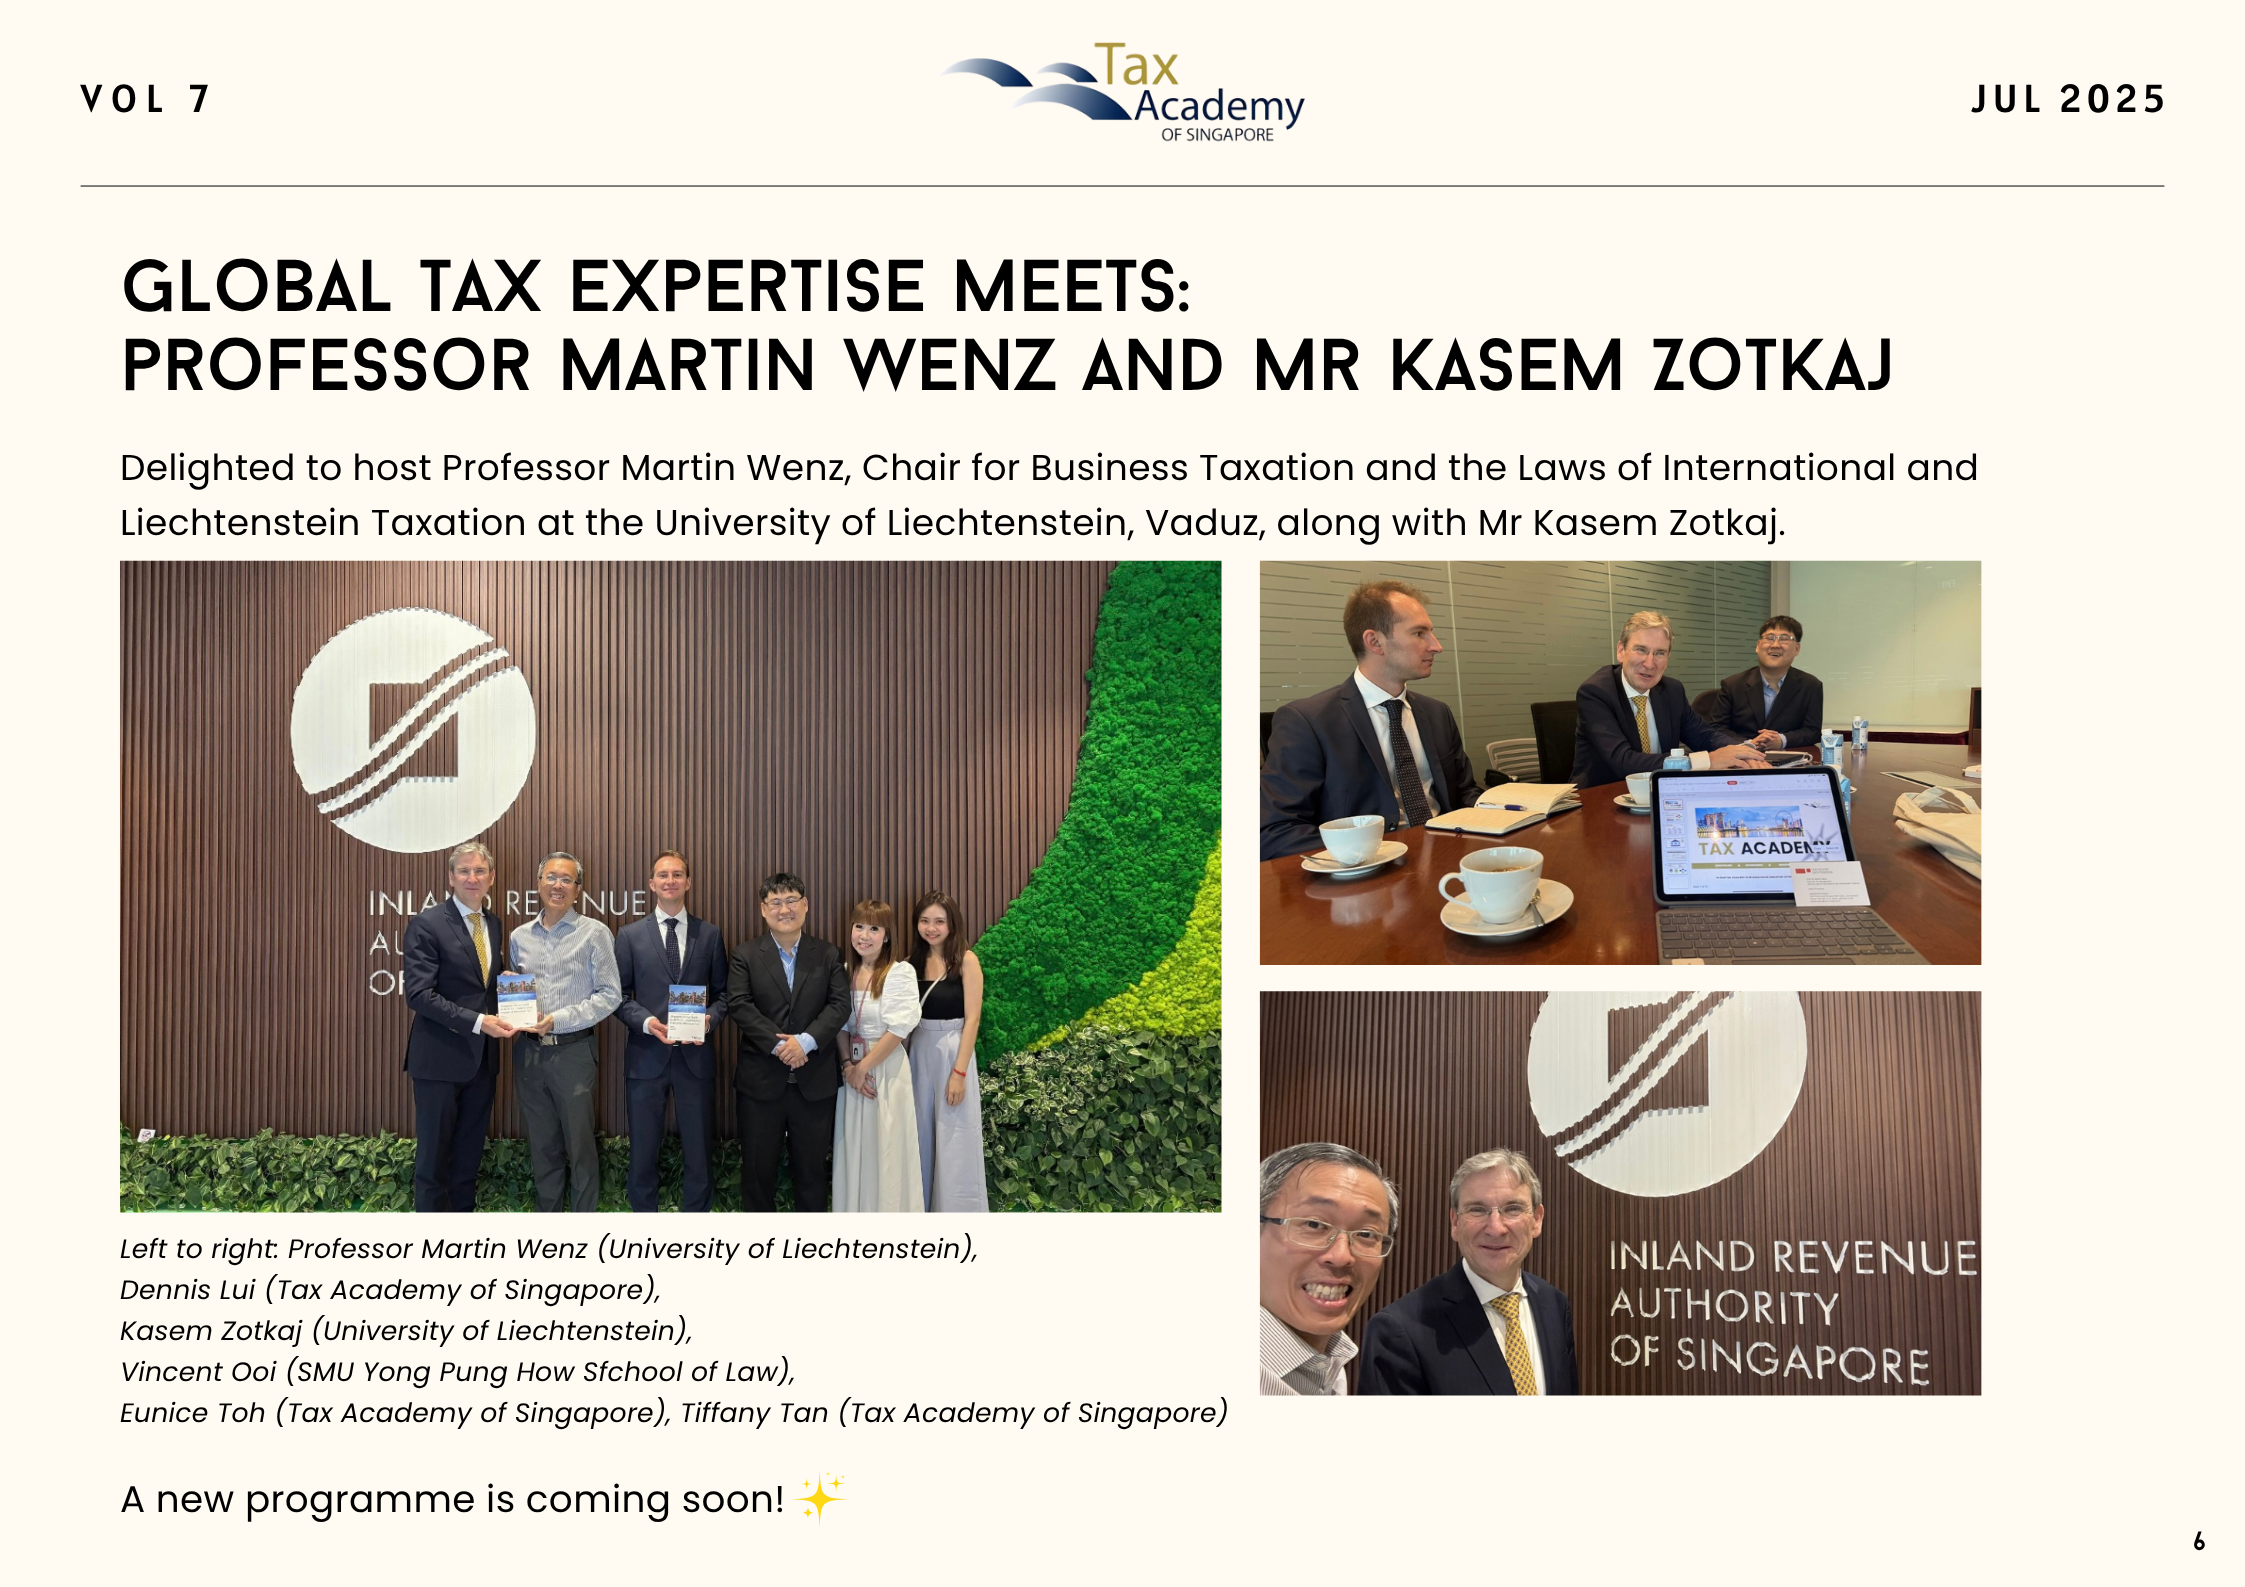 VOL 7
Tax
Academy
OF SINGAPORE
JUL 2025
GLOBAL TAX EXPERTISE MEETS:
PROFESSOR MARTIN WENZ AND MR KASEM ZOTKAJ
Delighted to host Professor Martin Wenz, Chair for Business Taxation and the Laws of International and
Liechtenstein Taxation at the University of Liechtenstein, Vaduz, along with Mr Kasem Zotkaj.
TAX ACADEMY
INLAND REVENUE
AUTHORITY
OF SINGAPORE
Left to right: Professor Martin Wenz (University of Liechtenstein),
Dennis Lui (Tax Academy of Singapore),
Kasem Zotkaj (University of Liechtenstein),
Vincent Ooi (SMU Yong Pung How Sfchool of Law),
Eunice Toh (Tax Academy of Singapore), Tiffany Tan (Tax Academy of Singapore)
A new programme is coming soon!
6